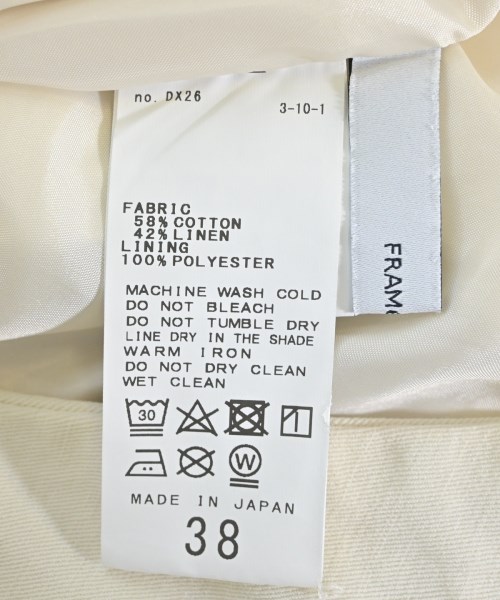 no. DX26
3-10-1
FABRIC
58% COTTON
42% LINEN
LINING
100% POLYESTER
MACHINE WASH COLD
DO NOT BLEACH
DO NOT TUMBLE DRY
LINE DRY IN THE SHADE
WARM IRON
DO NOT DRY CLEAN
WET CLEAN
30
W
MADE IN JAPAN
38